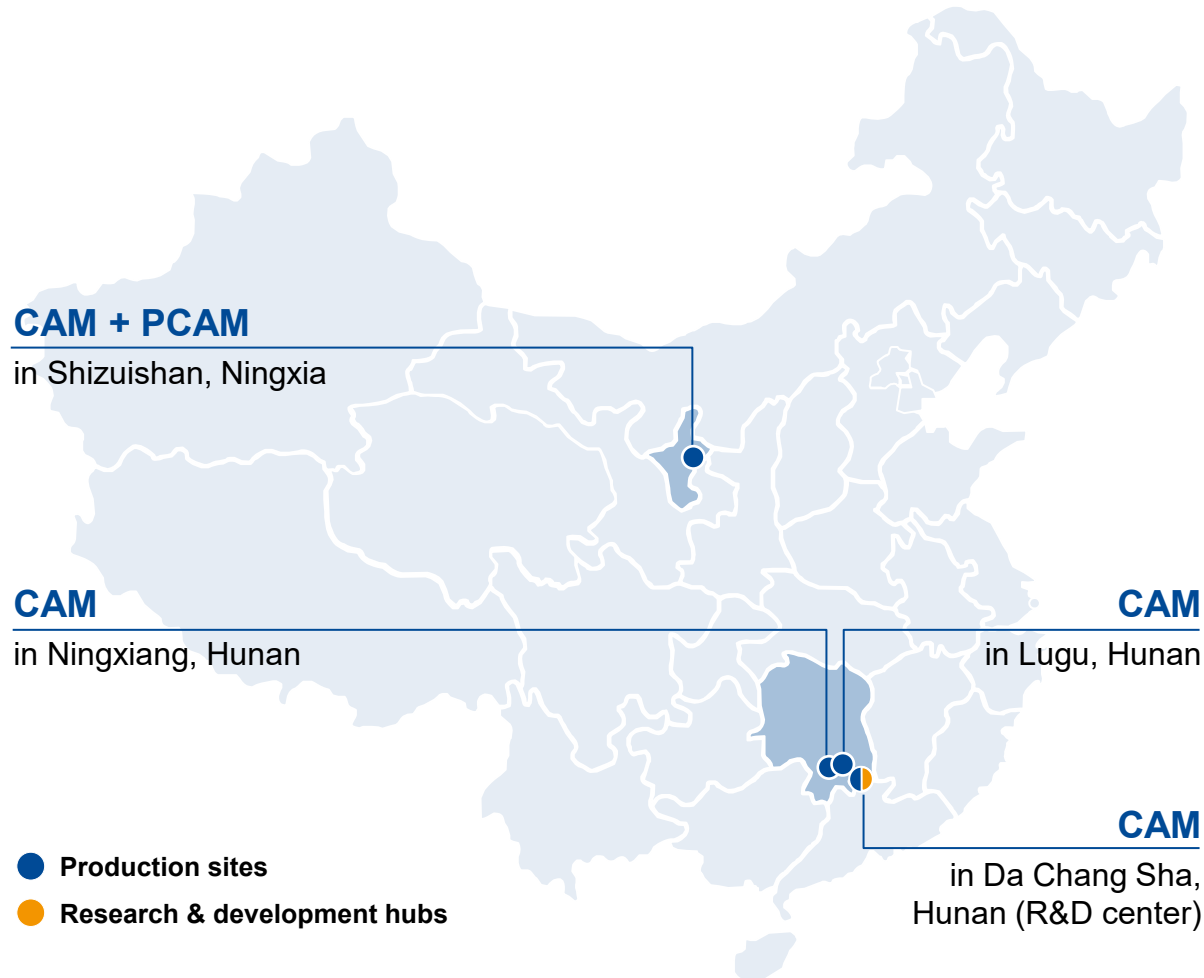 CAM + PCAM
in Shizuishan, Ningxia
CAM
in Ningxiang, Hunan
CAM
in Lugu, Hunan
CAM
in Da Chang Sha,
Hunan (R&D center)
Production sites
Research & development hubs